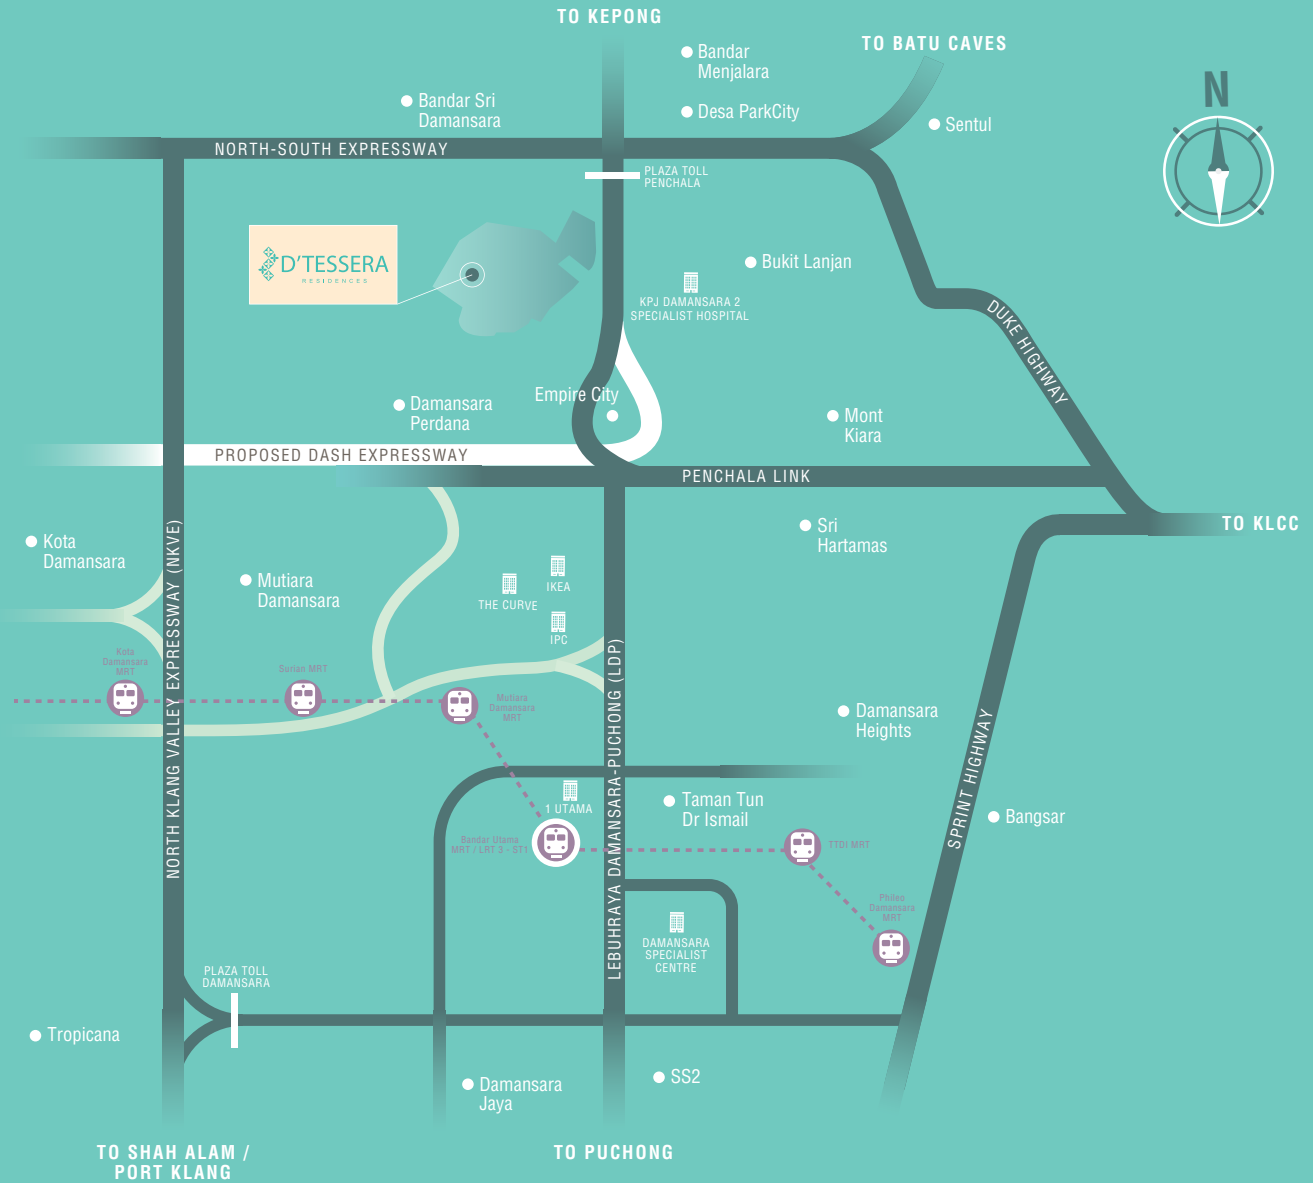 TO KEPONG
TO BATU CAVES
N
Bandar
Menjalara
Bandar Sri
Damansara
Desa ParkCity
Sentul
NORTH-SOUTH EXPRESSWAY
PLAZA TOLL
PENCHALA
D'TESSERA
RESIDENCES
Bukit Lanjan
KPJ DAMANSARA 2
SPECIALIST HOSPITAL
DUKE HIGHWAY
Empire City
Damansara
Perdana
Mont
Kiara
PROPOSED DASH EXPRESSWAY
PENCHALA LINK
TO KLCC
Kota
Damansara
Sri
Hartamas
NORTH KLANG VALLEY EXPRESSWAY (NKVE)
Mutiara
Damansara
IKEA
THE CURVE
IPC
LEBUHRAYA DAMANSARA-PUCHONG (LDP)
Kota
Damansara
MRT
Surian MRT
Mutiara
Damansara
MRT
Damansara
Heights
SPRINT HIGHWAY
1 UTAMA
Taman Tun
Dr Ismail
Bangsar
Bandar Utama
MRT / LRT 3 - ST1
TTDI MRT
Phileo
Damansara
MRT
DAMANSARA
SPECIALIST
CENTRE
PLAZA TOLL
DAMANSARA
Tropicana
Damansara
Jaya
SS2
TO SHAH ALAM /
PORT KLANG
TO PUCHONG